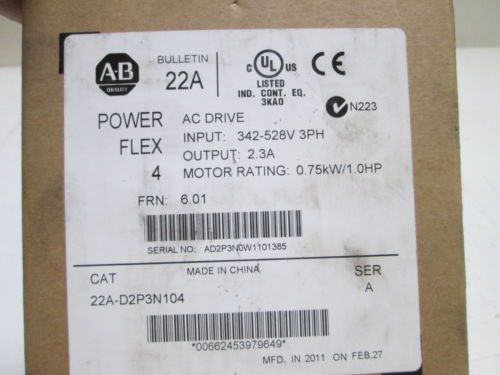 A-B
QUALITY
BULLETIN
22A
C UL US
LISTED
IND. CONT. EQ.
3KA0
CE
N223
POWER
FLEX
4
AC DRIVE
INPUT: 342-528V 3PH
OUTPUT: 2.3A
MOTOR RATING: 0.75kW/1.0HP
FRN: 6.01
SERIAL NO: AD2P3N0W1101385
MADE IN CHINA
CAT
22A-D2P3N104
SER
A
*00662453979649*
MFD. IN 2011 ON FEB.27